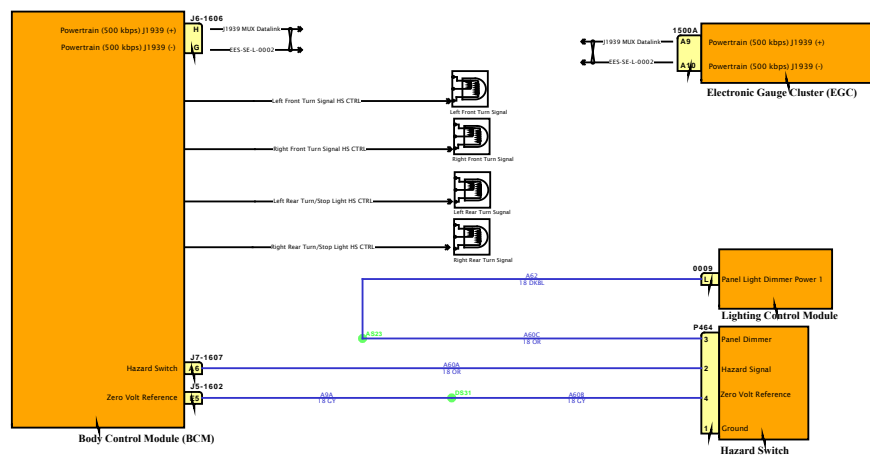 J6-1606
Powertrain (500 kbps) J1939 (+)
H
J1939 MUX Datalink
Powertrain (500 kbps) J1939 (-)
G
EES-SE-L-0002
1500A
J1939 MUX Datalink
A9
Powertrain (500 kbps) J1939 (+)
EES-SE-L-0002
A10
Powertrain (500 kbps) J1939 (-)
Electronic Gauge Cluster (EGC)
Left Front Turn Signal HS CTRL
Left Front Turn Signal
Right Front Turn Signal HS CTRL
Right Front Turn Signal
Left Rear Turn/Stop Light HS CTRL
Left Rear Turn Sugnal
Right Rear Turn/Stop Light HS CTRL
Right Rear Turn Signal
A62
18 DKBL
0009
L
Panel Light Dimmer Power 1
Lighting Control Module
AS23
A60C
18 OR
P464
3
Panel Dimmer
J7-1607
Hazard Switch
A6
A60A
18 OR
2
Hazard Signal
J5-1602
Zero Volt Reference
E5
A9A
18 GY
DS31
A60B
18 GY
4
Zero Volt Reference
1
Ground
Body Control Module (BCM)
Hazard Switch